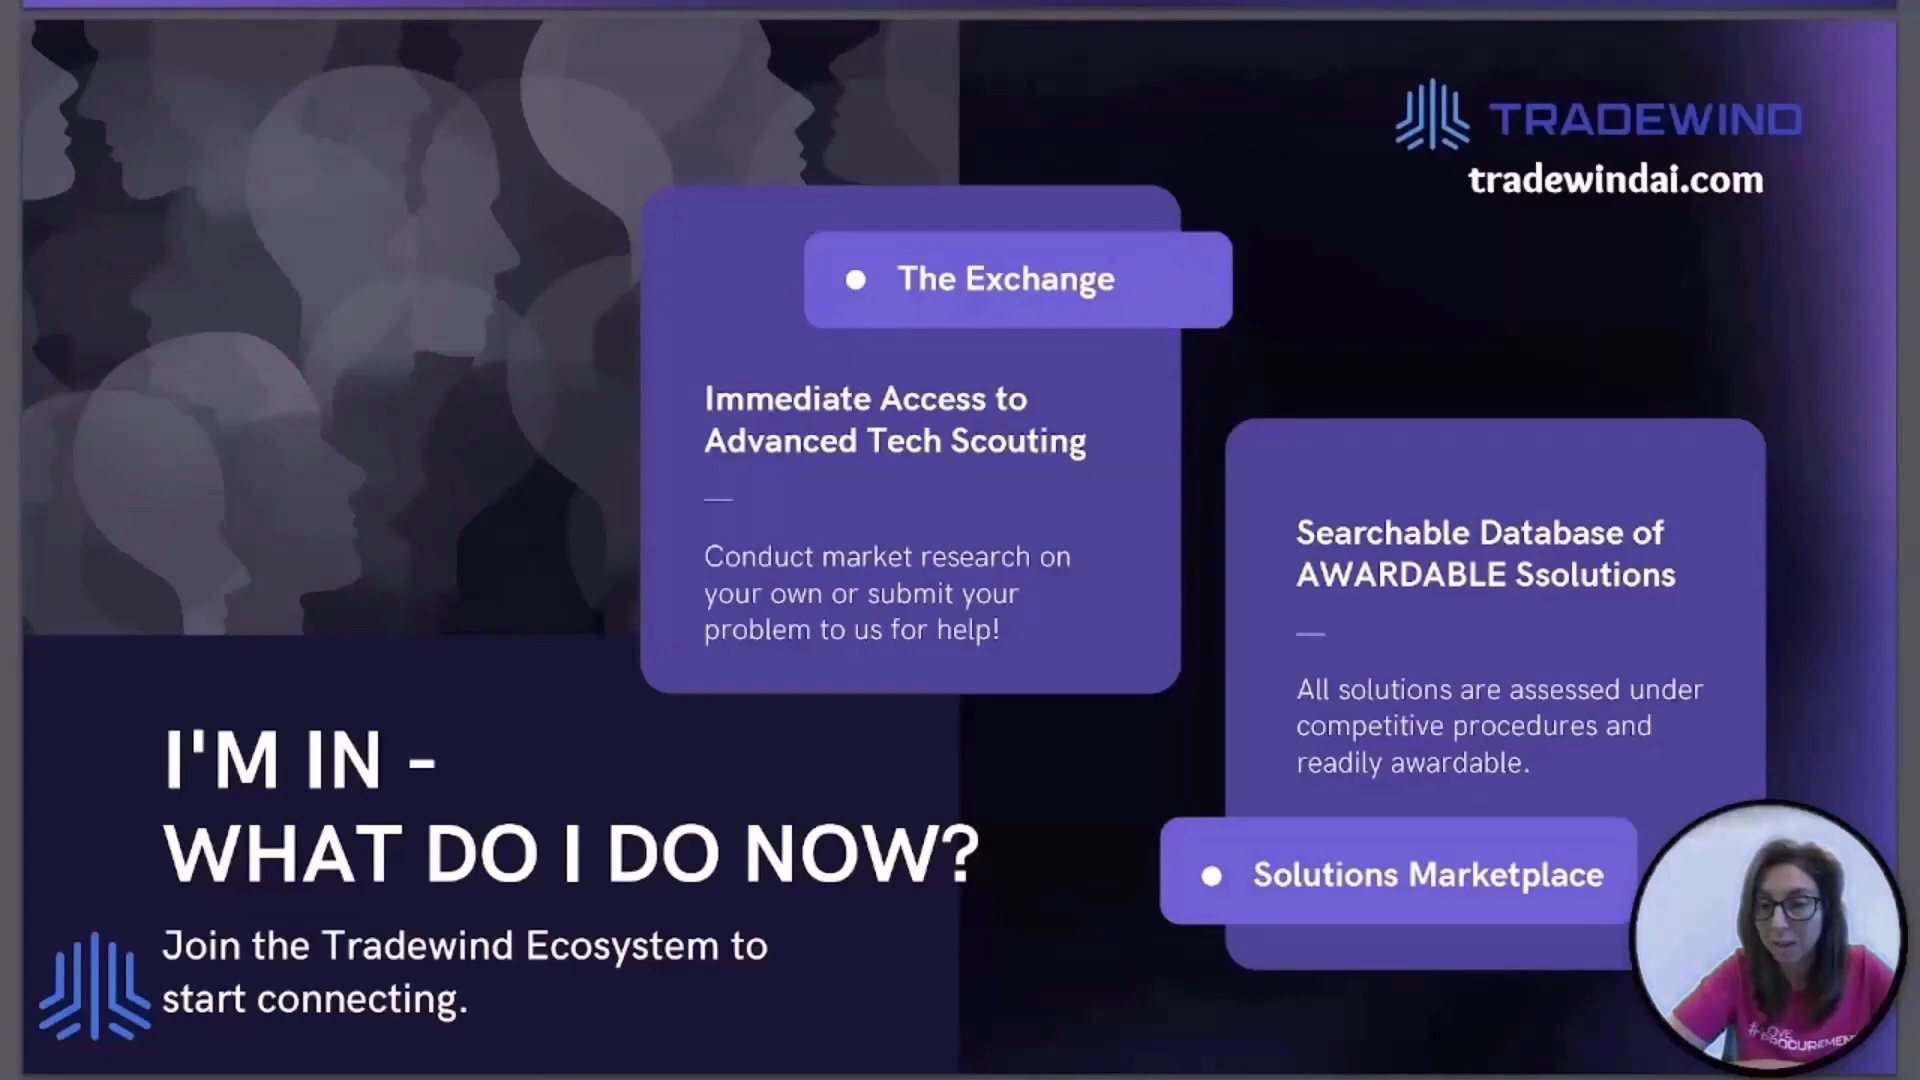 TRADEWIND
tradewindai.com
The Exchange
Immediate Access to
Advanced Tech Scouting
Conduct market research on
your own or submit your
problem to us for help!
Searchable Database of
AWARDABLE Ssolutions
All solutions are assessed under
competitive procedures and
readily awardable.
Solutions Marketplace
I'M IN -
WHAT DO I DO NOW?
Join the Tradewind Ecosystem to
start connecting.
PROCUREMENT